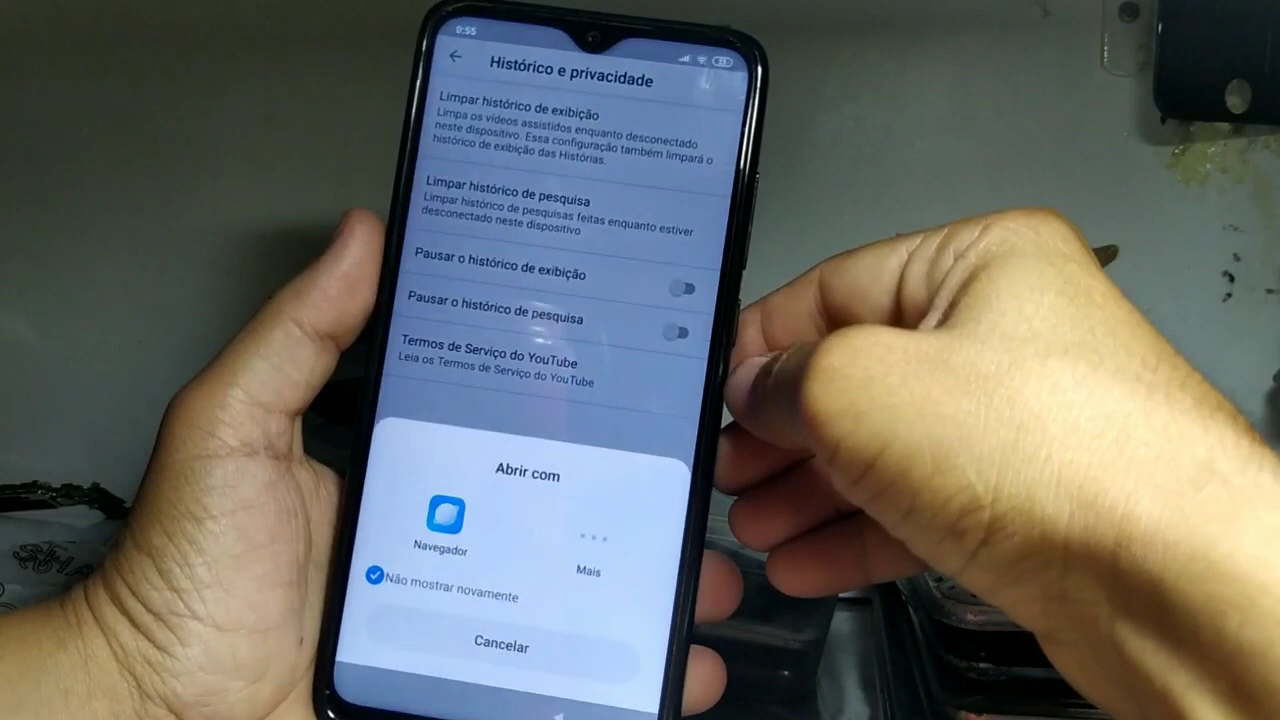 0:55
Histórico e privacidade
Limpar histórico de exibição
Limpa os vídeos assistidos enquanto desconectado
neste dispositivo. Essa configuração também limpará o
histórico de exibição das Histórias.
Limpar histórico de pesquisa
Limpar histórico de pesquisas feitas enquanto estiver
desconectado neste dispositivo
Pausar o histórico de exibição
Pausar o histórico de pesquisa
Termos de Serviço do YouTube
Leia os Termos de Serviço do YouTube
Abrir com
Navegador
Mais
Não mostrar novamente
Cancelar